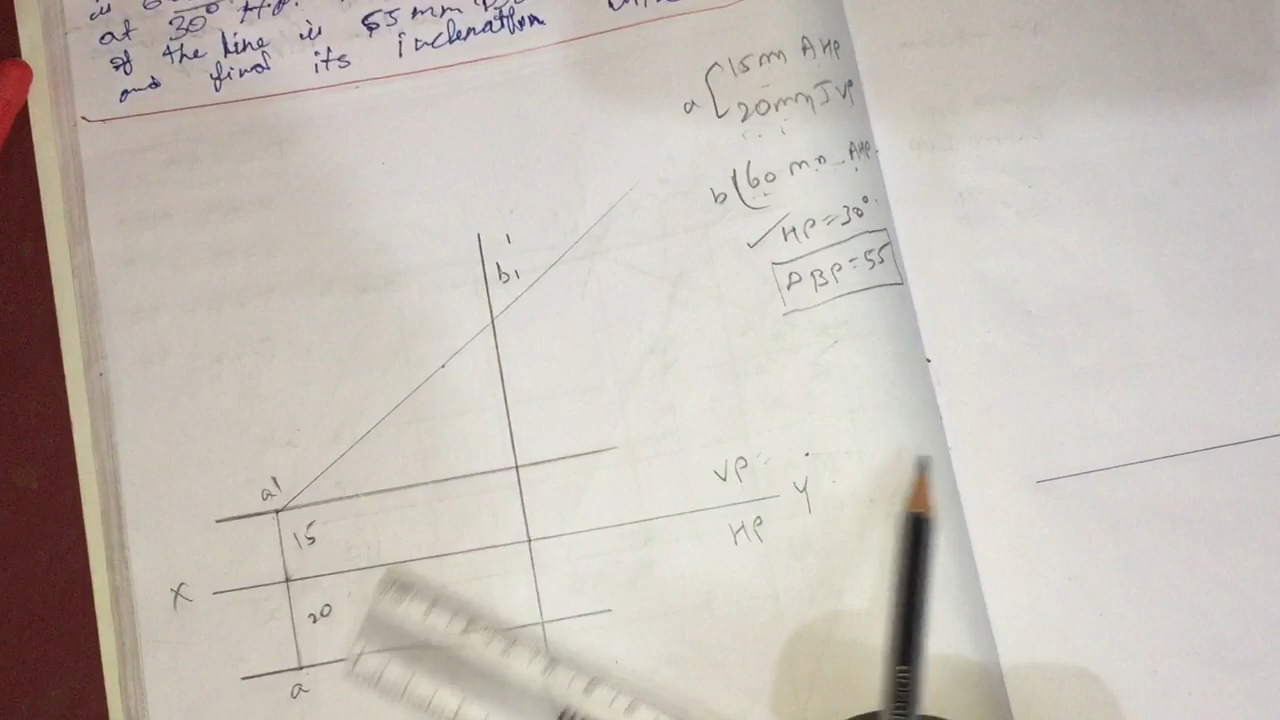 at 30° HP.
of the line is 55 mm
and find its inclenation
a 15m AHP
20mm IVP
b 60 mm AHP.
HP=30°.
PBP=55
b1'
a'
15
VP
X
Y
HP
20
a